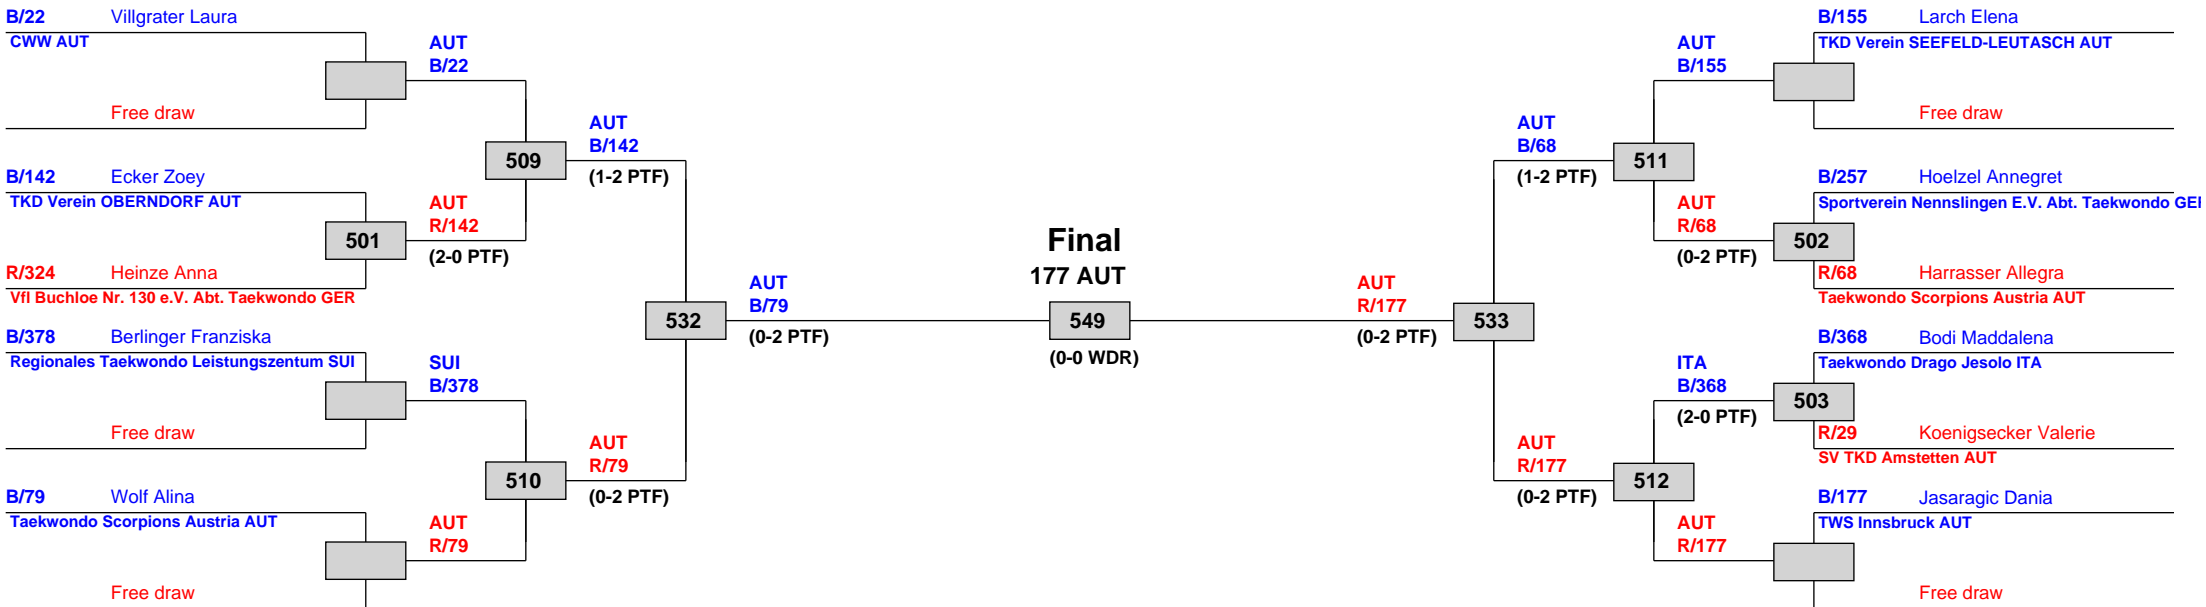 B/22 Villgrater Laura
CWW AUT
AUT
B/22
Free draw
AUT
B/142
509
(1-2 PTF)
B/142 Ecker Zoey
TKD Verein OBERNDORF AUT
AUT
R/142
501
(2-0 PTF)
R/324 Heinze Anna
Vfl Buchloe Nr. 130 e.V. Abt. Taekwondo GER
AUT
B/79
532
(0-2 PTF)
B/378 Berlinger Franziska
Regionales Taekwondo Leistungszentum SUI
SUI
B/378
Free draw
AUT
R/79
510
(0-2 PTF)
B/79 Wolf Alina
Taekwondo Scorpions Austria AUT
AUT
R/79
Free draw
Final
177 AUT
549
(0-0 WDR)
B/155 Larch Elena
TKD Verein SEEFELD-LEUTASCH AUT
AUT
B/155
Free draw
AUT
B/68
511
(1-2 PTF)
B/257 Hoelzel Annegret
Sportverein Nennslingen E.V. Abt. Taekwondo GER
AUT
R/68
502
(0-2 PTF)
R/68 Harrasser Allegra
Taekwondo Scorpions Austria AUT
AUT
R/177
533
(0-2 PTF)
B/368 Bodi Maddalena
Taekwondo Drago Jesolo ITA
ITA
B/368
503
(2-0 PTF)
R/29 Koenigsecker Valerie
SV TKD Amstetten AUT
AUT
R/177
512
(0-2 PTF)
B/177 Jasaragic Dania
TWS Innsbruck AUT
AUT
R/177
Free draw